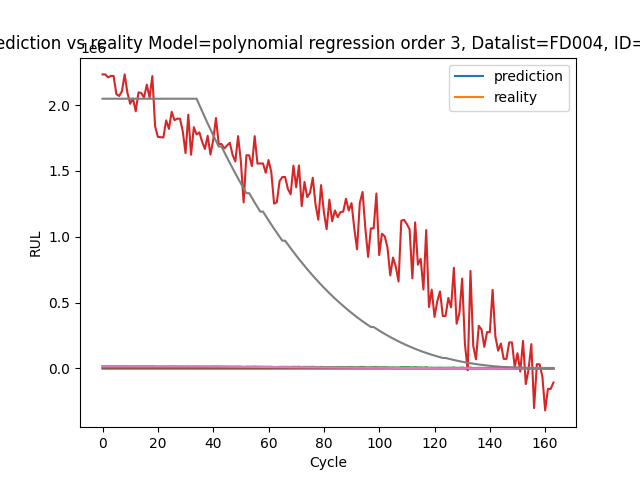 ediction vs reality Model=polynomial regression order 3, Datalist=FD004, ID=
1e6
prediction
reality
2.0
1.5
1.0
0.5
0.0
RUL
0 20 40 60 80 100 120 140 160
Cycle